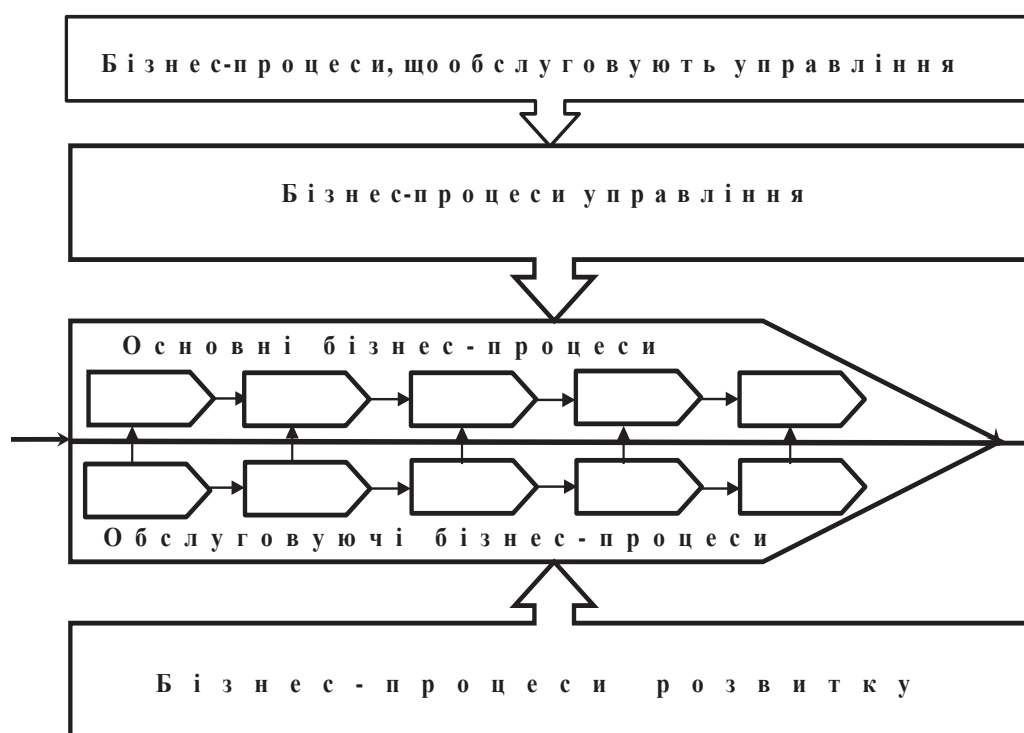 Бізнес-процеси, що обслуговують управління
Бізнес-процеси управління
Основні бізнес-процеси
Обслуговуючі бізнес-процеси
Бізнес-процеси розвитку